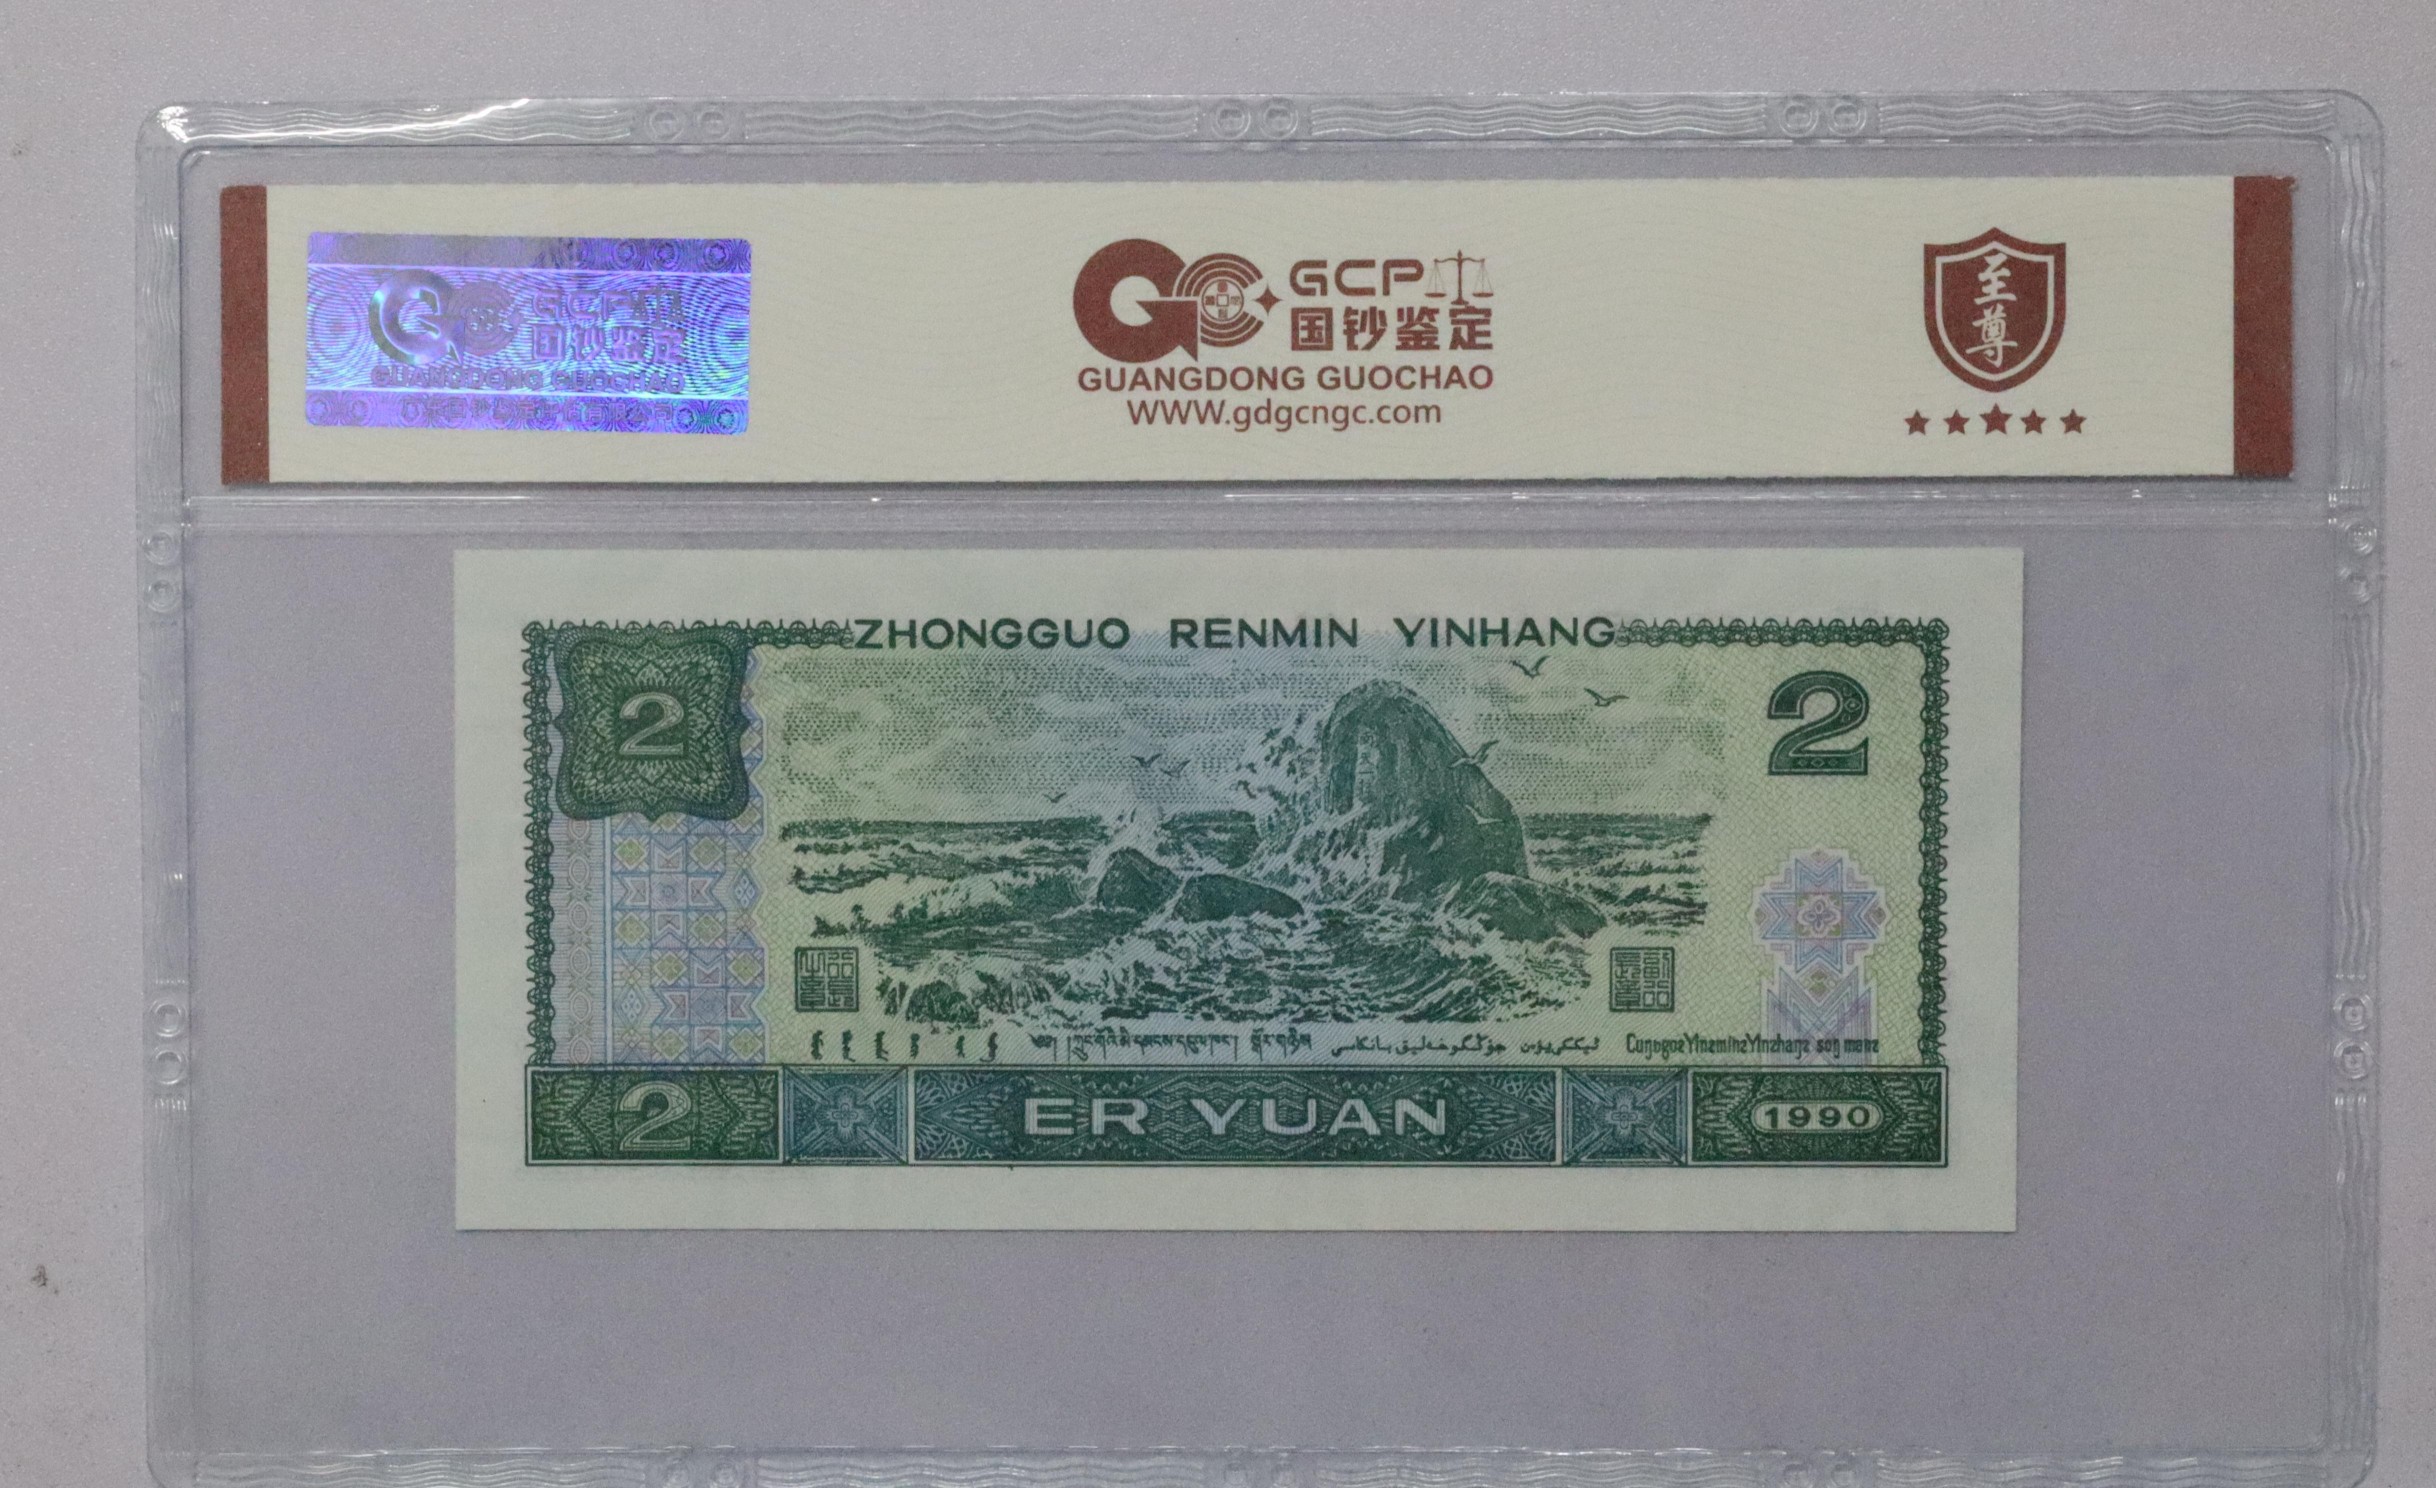 GCP
国钞鉴定
GUANGDONG GUOCHAO
GCP
国钞鉴定
GUANGDONG GUOCHAO
WWW.gdgcngc.com
至
尊
ZHONGGUO RENMIN YINHANG
2
2
2
ER YUAN
1990